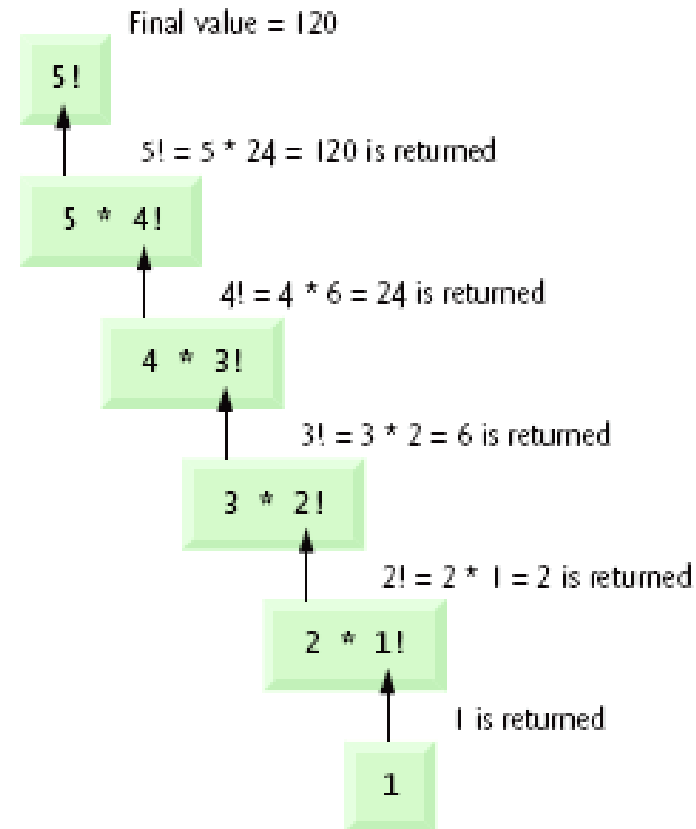 Final value = 120
5!
5! = 5 * 24 = 120 is returned
5 * 4!
4! = 4 * 6 = 24 is returned
4 * 3!
3! = 3 * 2 = 6 is returned
3 * 2!
2! = 2 * 1 = 2 is returned
2 * 1!
1 is returned
1